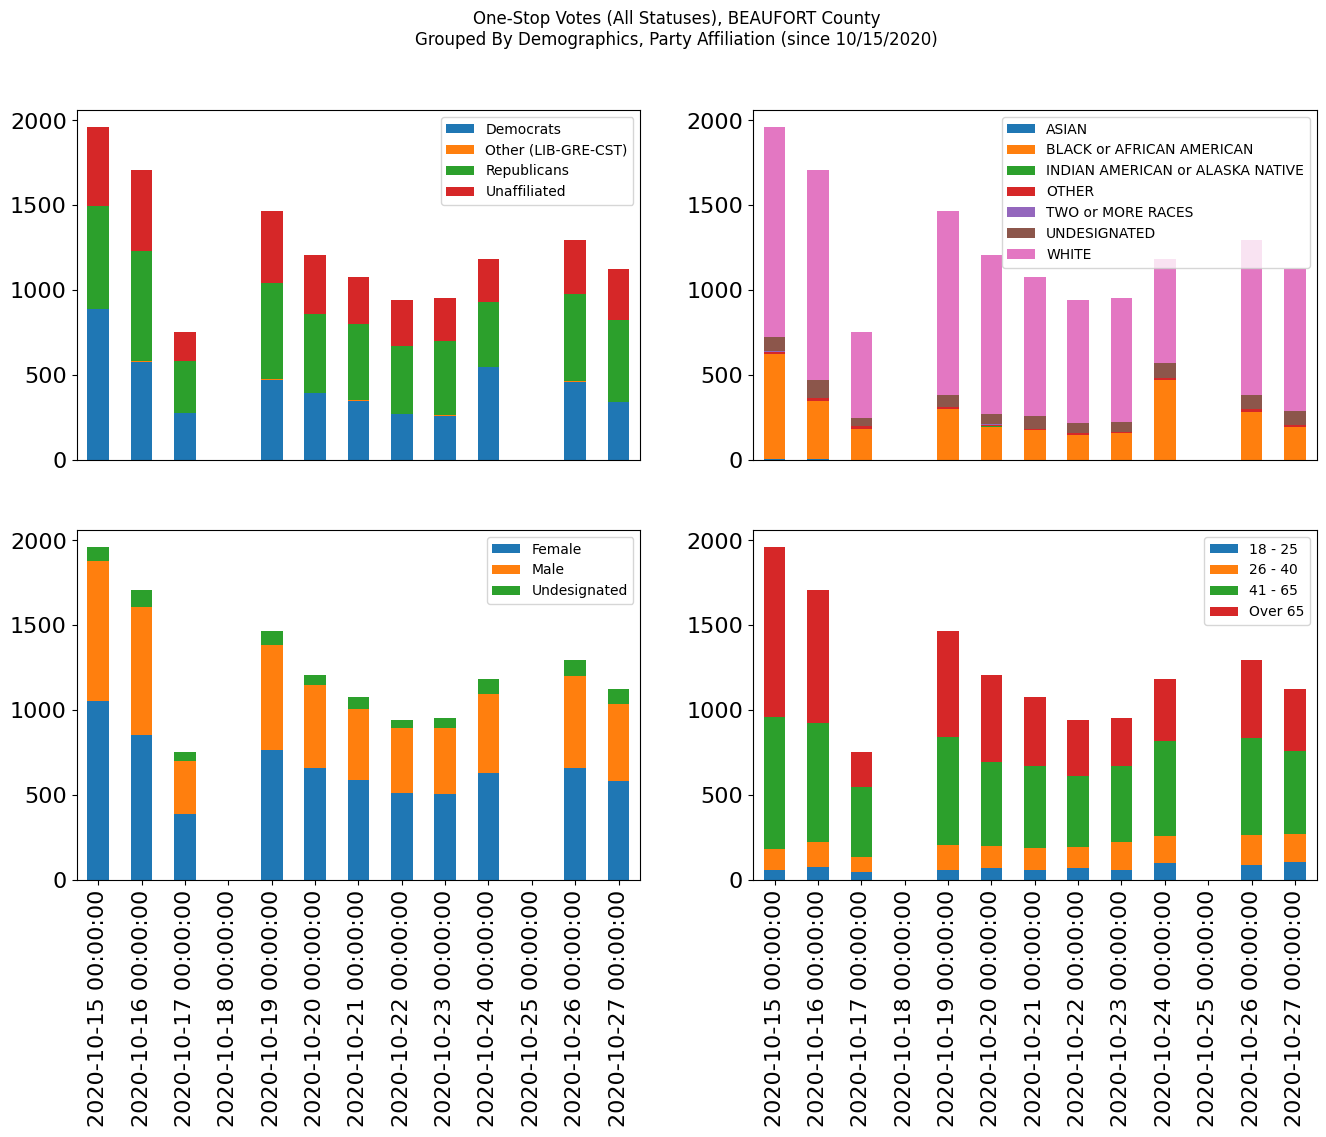 One-Stop Votes (All Statuses), BEAUFORT County
Grouped By Demographics, Party Affiliation (since 10/15/2020)
2000
1500
1000
500
0
Democrats
Other (LIB-GRE-CST)
Republicans
Unaffiliated
2000
1500
1000
500
0
ASIAN
BLACK or AFRICAN AMERICAN
INDIAN AMERICAN or ALASKA NATIVE
OTHER
TWO or MORE RACES
UNDESIGNATED
WHITE
2000
1500
1000
500
0
Female
Male
Undesignated
2020-10-15 00:00:00
2020-10-16 00:00:00
2020-10-17 00:00:00
2020-10-18 00:00:00
2020-10-19 00:00:00
2020-10-20 00:00:00
2020-10-21 00:00:00
2020-10-22 00:00:00
2020-10-23 00:00:00
2020-10-24 00:00:00
2020-10-25 00:00:00
2020-10-26 00:00:00
2020-10-27 00:00:00
2000
1500
1000
500
0
18 - 25
26 - 40
41 - 65
Over 65
2020-10-15 00:00:00
2020-10-16 00:00:00
2020-10-17 00:00:00
2020-10-18 00:00:00
2020-10-19 00:00:00
2020-10-20 00:00:00
2020-10-21 00:00:00
2020-10-22 00:00:00
2020-10-23 00:00:00
2020-10-24 00:00:00
2020-10-25 00:00:00
2020-10-26 00:00:00
2020-10-27 00:00:00